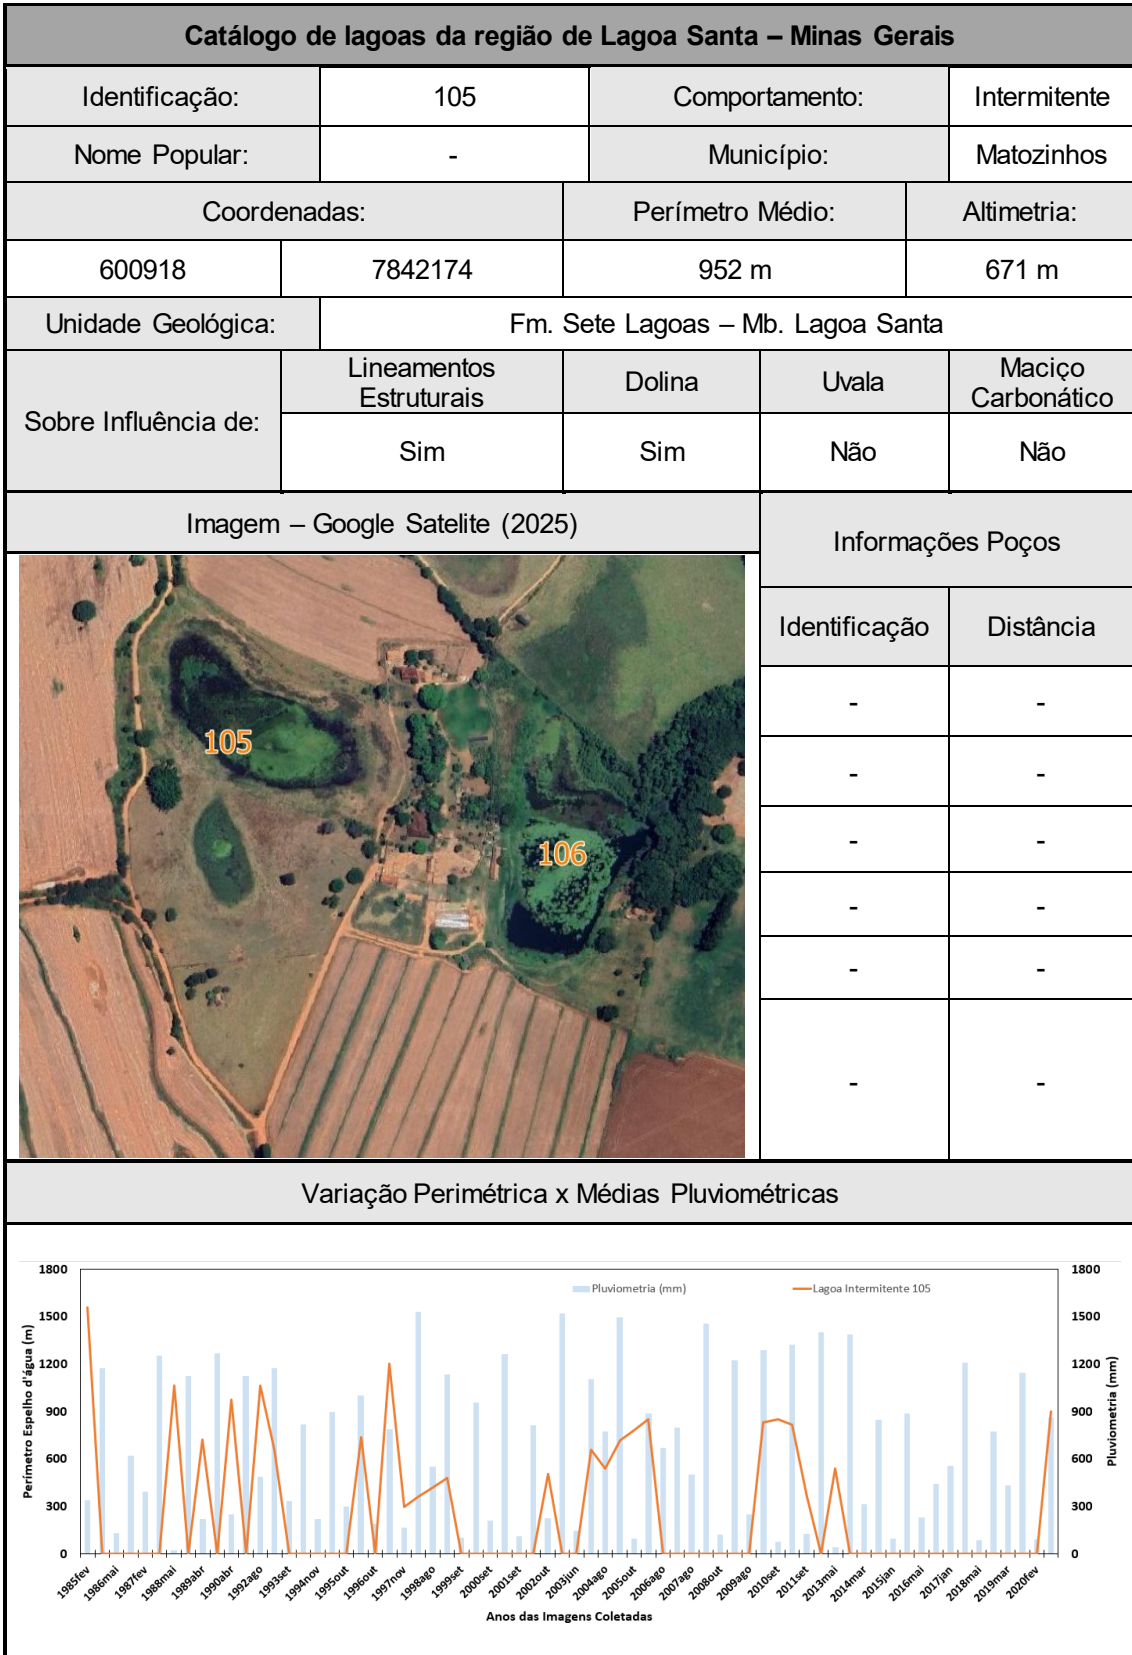 Catálogo de lagoas da região de Lagoa Santa – Minas Gerais
Identificação: 105 Comportamento: Intermitente
Nome Popular: - Município: Matozinhos
Coordenadas: Perímetro Médio: Altimetria:
600918 7842174 952 m 671 m
Unidade Geológica: Fm. Sete Lagoas – Mb. Lagoa Santa
Sobre Influência de:
Lineamentos
Estruturais
Dolina
Uvala
Maciço
Carbonático
Sim Sim Não Não
Imagem – Google Satelite (2025)
Informações Poços
Identificação Distância
- -
- -
- -
- -
- -
- -
105
106
Variação Perimétrica x Médias Pluviométricas
Pluviometria (mm) Lagoa Intermitente 105
Perímetro Espelho d'água (m)
1800
1500
1200
900
600
300
0
1800
1500
1200
900
600
300
0
Pluviometria (mm)
1985fev 1986mai 1987fev 1988mai 1989abr 1990abr 1992ago 1993set 1994nov 1995out 1996out 1997nov 1998ago 1999set 2000set 2001set 2002out 2003jun 2004ago 2005out 2006ago 2007ago 2008out 2009ago 2010set 2011set 2013mai 2014mar 2015jan 2016mai 2017jan 2018mai 2019mar 2020fev
Anos das Imagens Coletadas